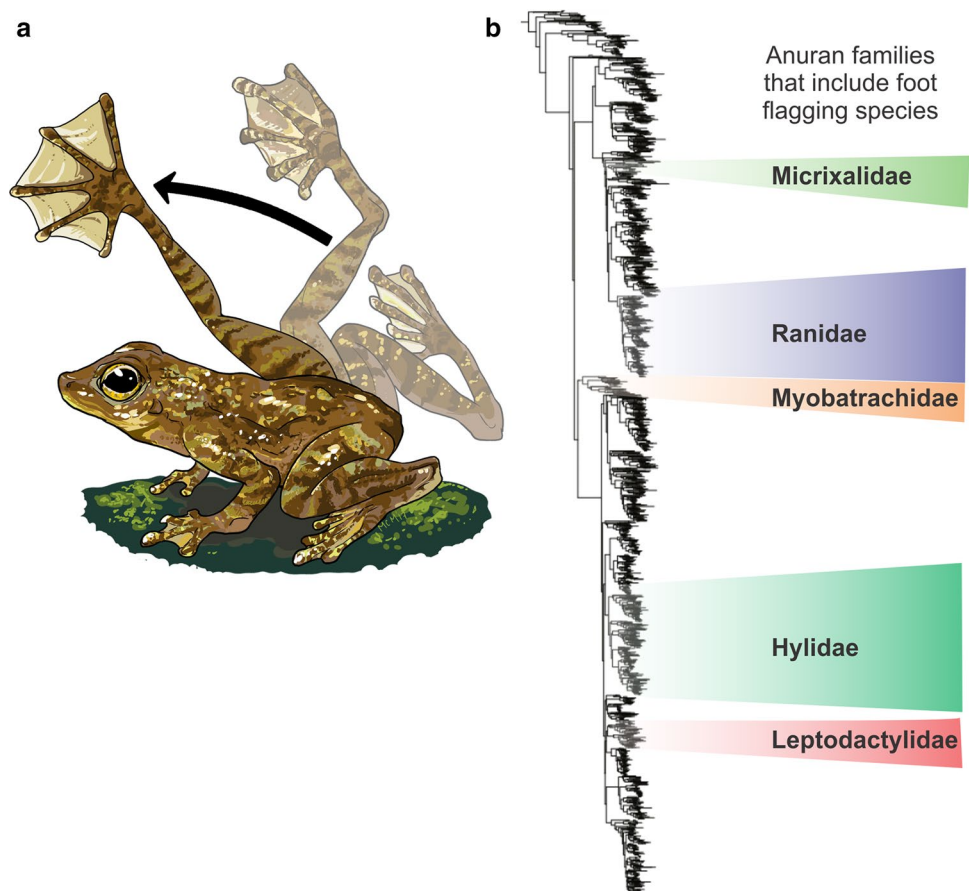 a
b
Anuran families
that include foot
flagging species
Micrixalidae
Ranidae
Myobatrachidae
Hylidae
Leptodactylidae